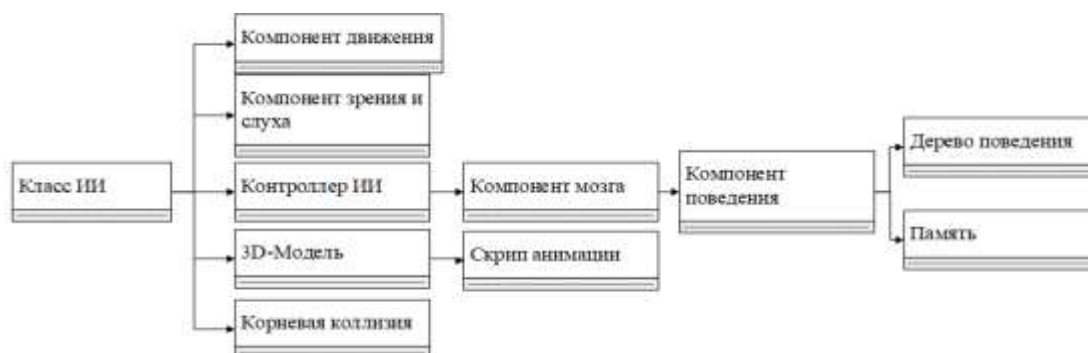 Компонент движения
Компонент зрения и
слуха
Класс ИИ
Контроллер ИИ
Компонент мозга
Компонент
поведения
Дерево поведения
Память
3D-Модель
Скрип анимации
Корневая коллизия